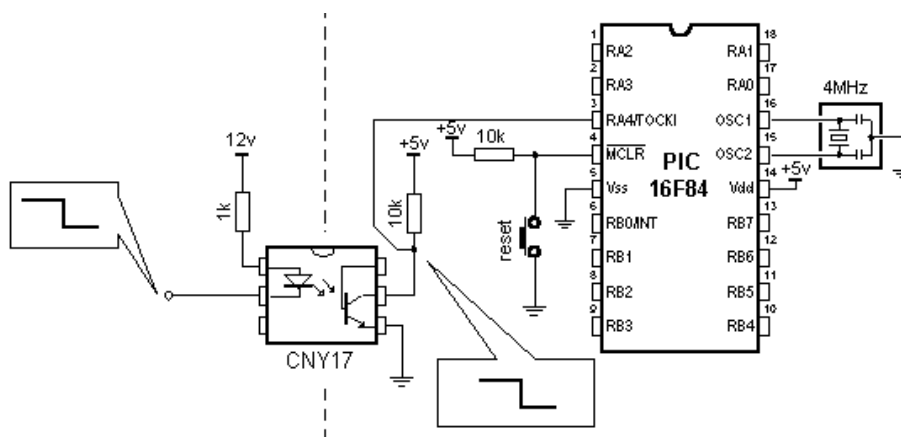 12v
1k
CNY17
+5v
10k
+5v
10k
reset
1
RA2
2
RA3
3
RA4/TOCKI
4
MCLR
5
Vss
6
RB0/INT
7
RB1
8
RB2
9
RB3
PIC
16F84
18
RA1
17
RA0
16
OSC1
15
OSC2
14
Vdd
13
RB7
12
RB6
11
RB5
10
RB4
4MHz
+5v